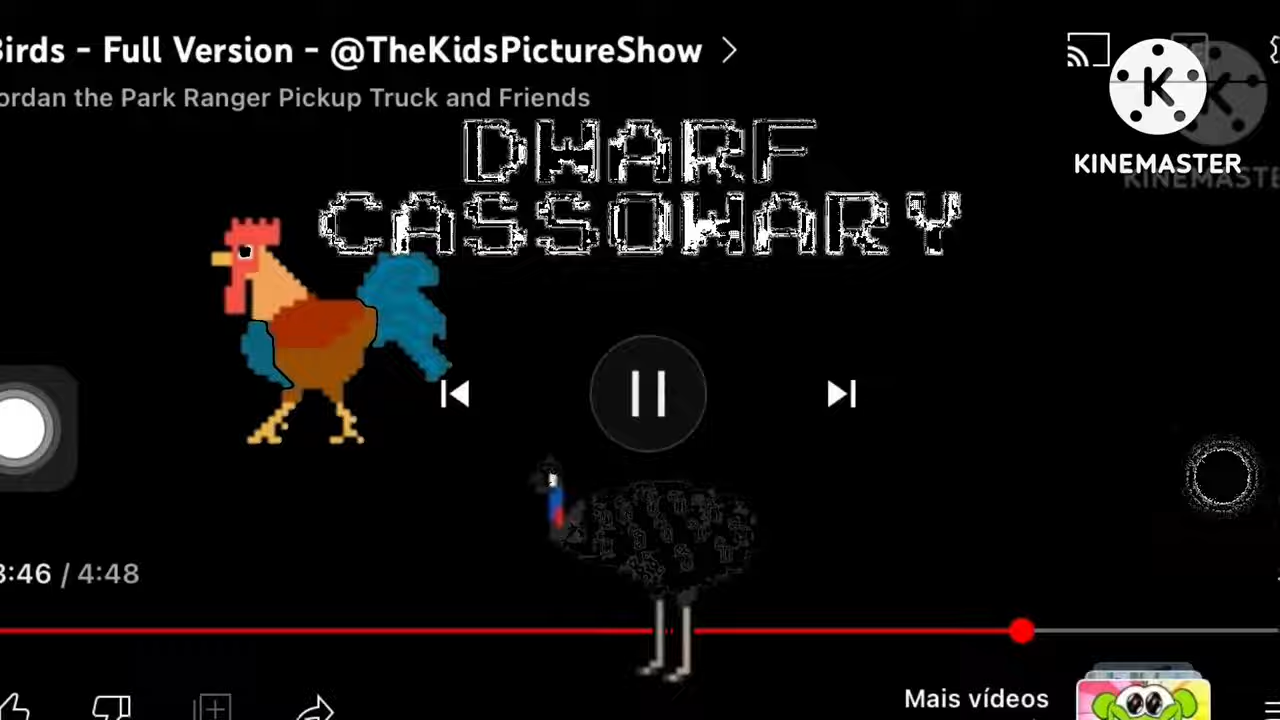 Birds - Full Version - @TheKidsPictureShow
ordan the Park Ranger Pickup Truck and Friends
K
KINEMASTER
KINEMASTE
DWARF
CASSOWARY
3:46 / 4:48
Mais vídeos